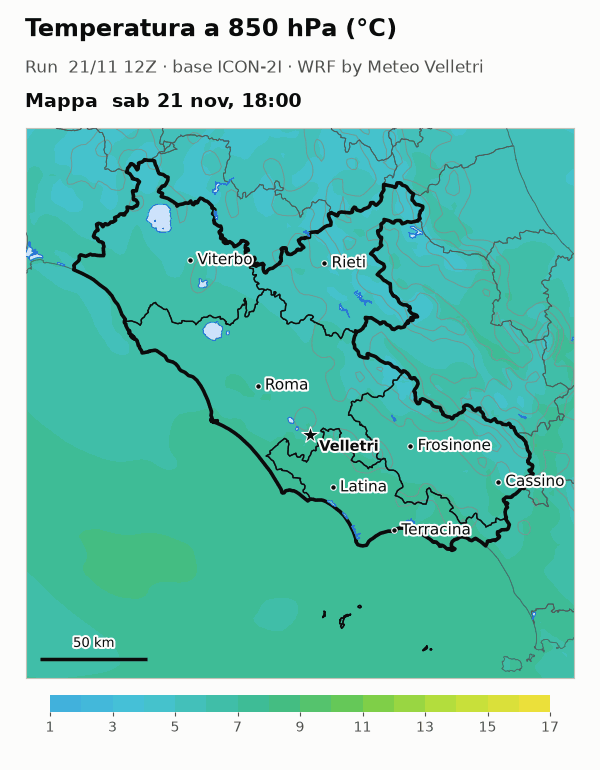 Temperatura a 850 hPa (°C)
Run  21/11 12Z · base ICON-2I · WRF by Meteo Velletri
Mappa  sab 21 nov, 18:00
Viterbo
Rieti
Roma
Velletri
Frosinone
Latina
Cassino
Terracina
50 km
1 3 5 7 9 11 13 15 17